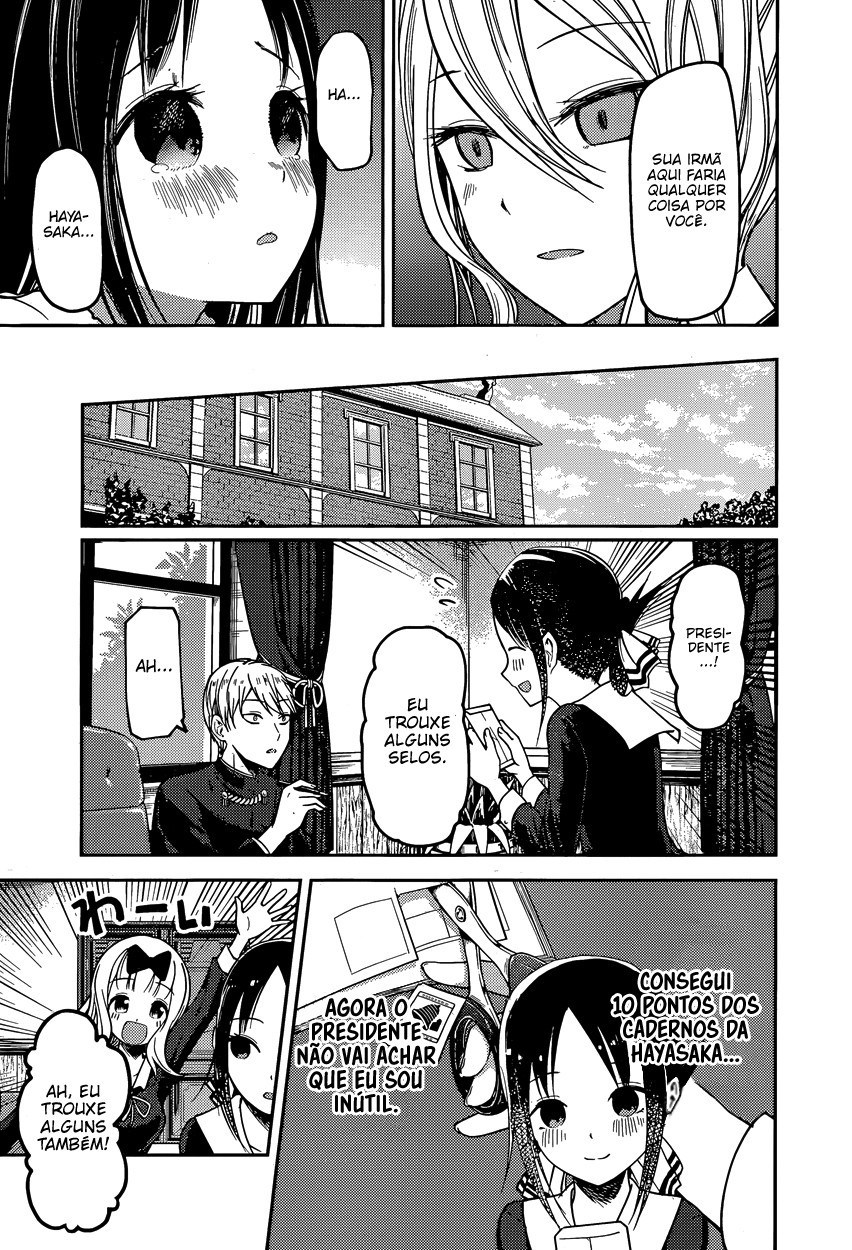 SUA IRMÃ
AQUI FARIA
QUALQUER
COISA POR
VOCÊ.
HA...
HAYA-
SAKA...
PRESI-
DENTE
...!
EU
TROUXE
ALGUNS
SELOS.
AH...
CONSEGUI
10 PONTOS DOS
CADERNOS DA
HAYASAKA...
AGORA O
PRESIDENTE
NÃO VAI ACHAR
QUE EU SOU
INÚTIL.
わーい
AH, EU
TROUXE
ALGUNS
TAMBÉM!